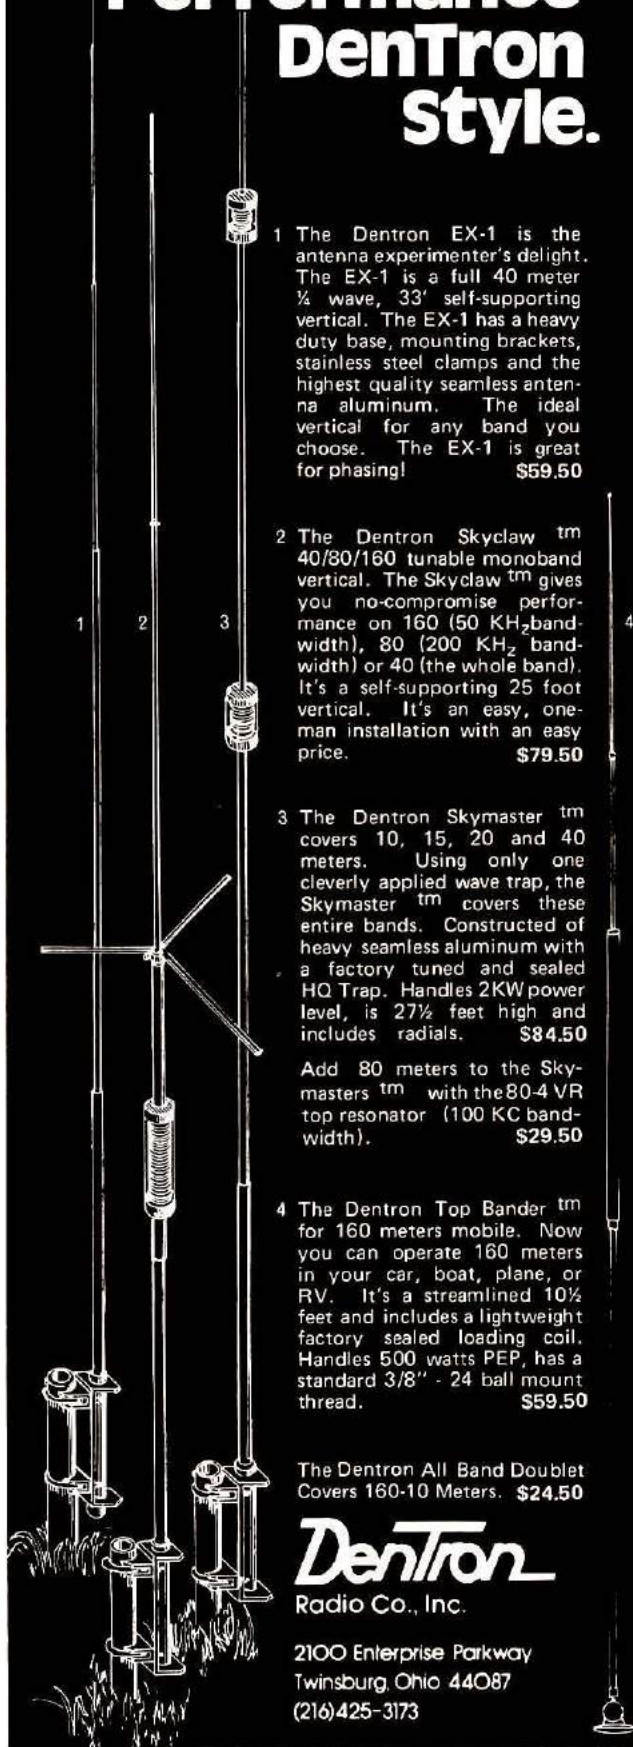 Performance
DenTron
Style.
1 The Dentron EX-1 is the
antenna experimenter's delight.
The EX-1 is a full 40 meter
¼ wave, 33' self-supporting
vertical. The EX-1 has a heavy
duty base, mounting brackets,
stainless steel clamps and the
highest quality seamless anten-
na aluminum. The ideal
vertical for any band you
choose. The EX-1 is great
for phasing! $59.50
2 The Dentron Skyclaw tm
40/80/160 tunable monoband
vertical. The Skyclaw tm gives
you no-compromise perfor-
mance on 160 (50 KHz band-
width), 80 (200 KHz band-
width) or 40 (the whole band).
It's a self-supporting 25 foot
vertical. It's an easy, one-
man installation with an easy
price. $79.50
1
2
3
4
3 The Dentron Skymaster tm
covers 10, 15, 20 and 40
meters. Using only one
cleverly applied wave trap, the
Skymaster tm covers these
entire bands. Constructed of
heavy seamless aluminum with
a factory tuned and sealed
HQ Trap. Handles 2KW power
level, is 27½ feet high and
includes radials. $84.50
Add 80 meters to the Sky-
masters tm with the 80-4 VR
top resonator (100 KC band-
width). $29.50
4 The Dentron Top Bander tm
for 160 meters mobile. Now
you can operate 160 meters
in your car, boat, plane, or
RV. It's a streamlined 10½
feet and includes a lightweight
factory sealed loading coil.
Handles 500 watts PEP, has a
standard 3/8" - 24 ball mount
thread. $59.50
The Dentron All Band Doublet
Covers 160-10 Meters. $24.50
DenTron
Radio Co., Inc.
2100 Enterprise Parkway
Twinsburg, Ohio 44087
(216)425-3173